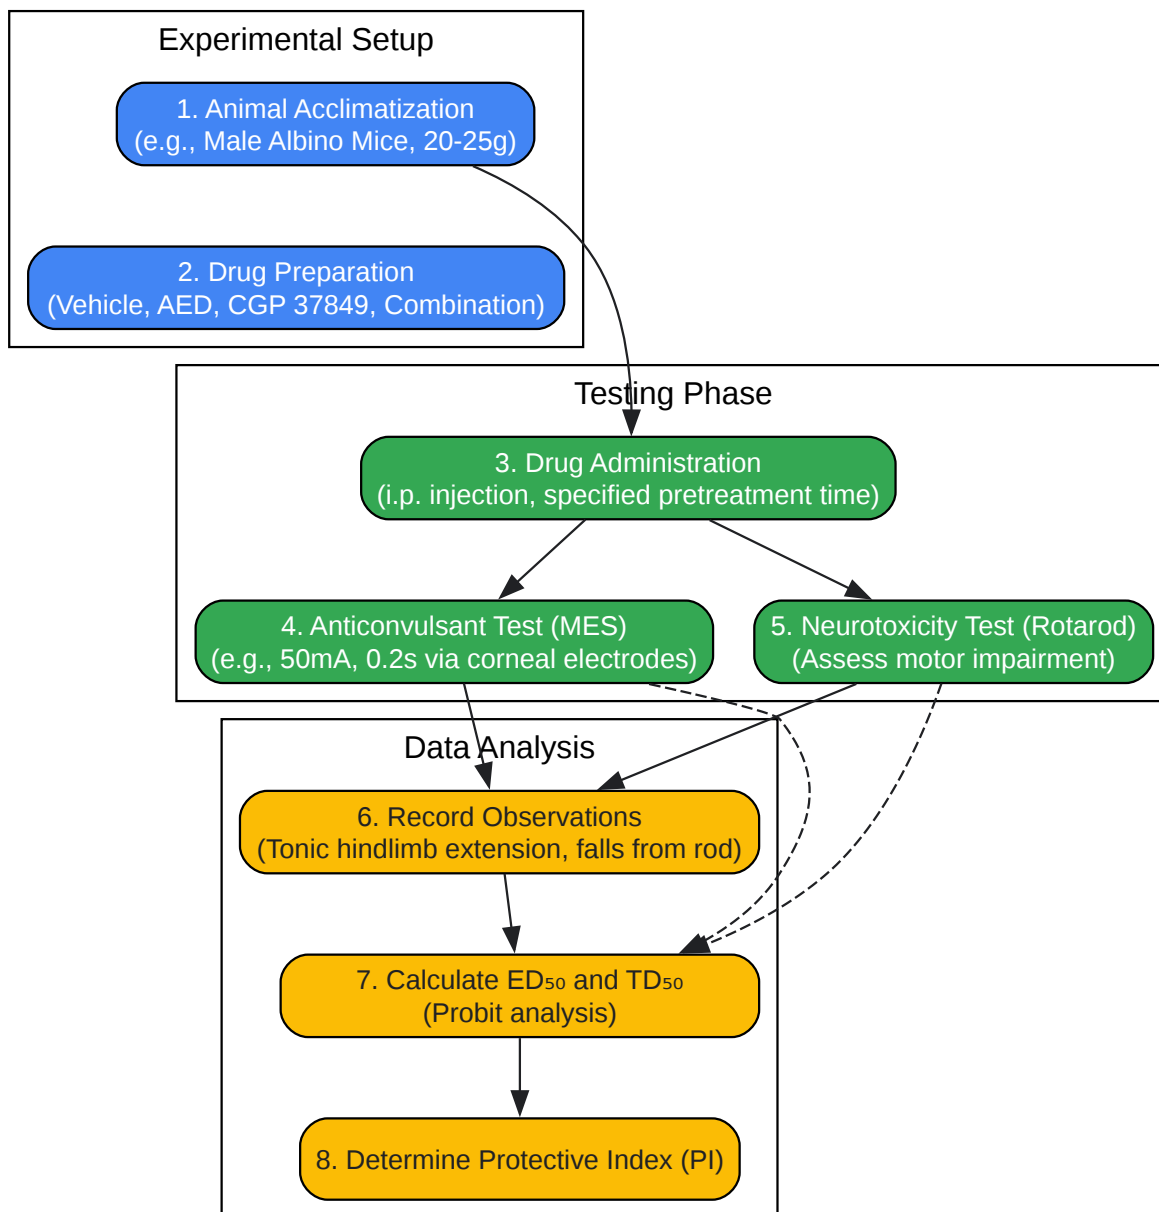 Experimental Setup
1. Animal Acclimatization
(e.g., Male Albino Mice, 20-25g)
2. Drug Preparation
(Vehicle, AED, CGP 37849, Combination)
Testing Phase
3. Drug Administration
(i.p. injection, specified pretreatment time)
4. Anticonvulsant Test (MES)
(e.g., 50mA, 0.2s via corneal electrodes)
5. Neurotoxicity Test (Rotarod)
(Assess motor impairment)
Data Analysis
6. Record Observations
(Tonic hindlimb extension, falls from rod)
7. Calculate ED₅₀ and TD₅₀
(Probit analysis)
8. Determine Protective Index (PI)